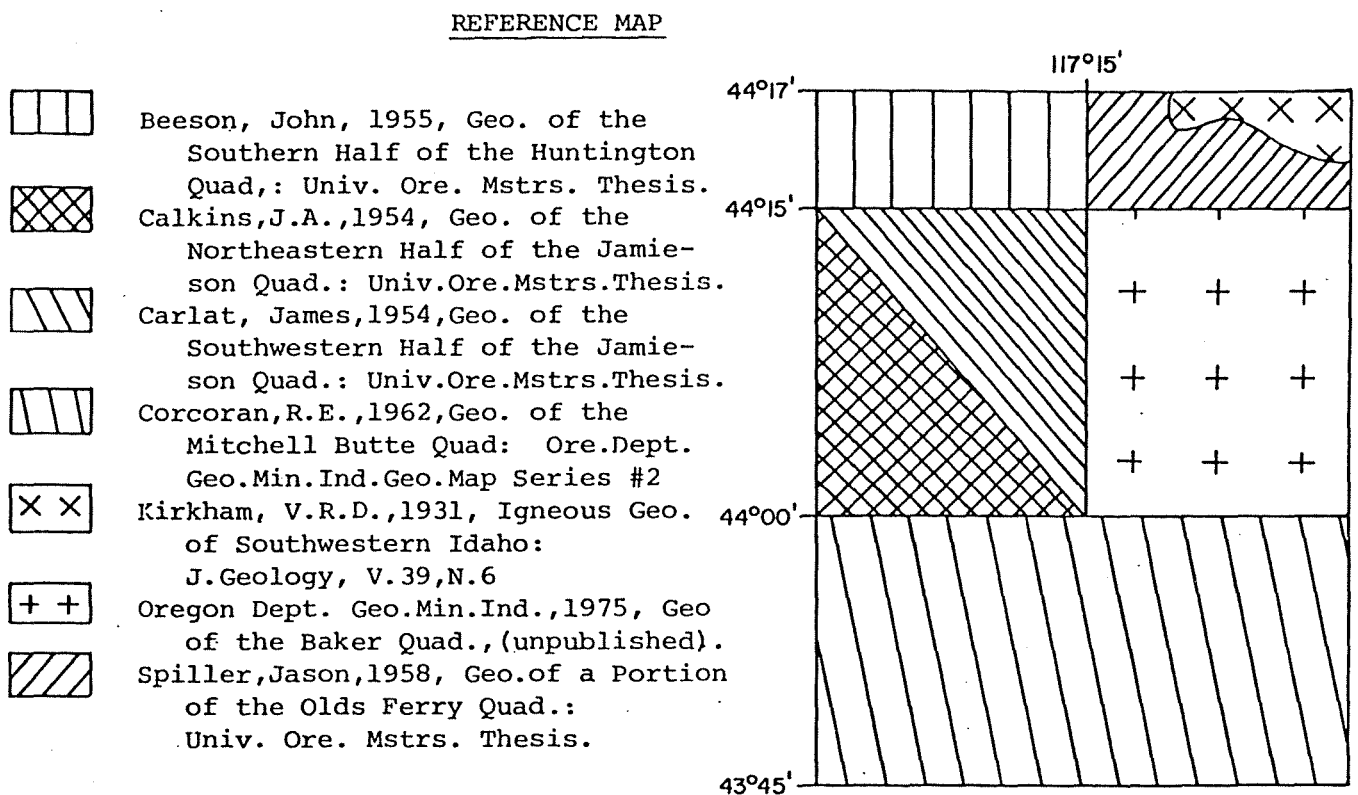 REFERENCE MAP
Beeson, John, 1955, Geo. of the
Southern Half of the Huntington
Quad,: Univ. Ore. Mstrs. Thesis.
Calkins,J.A.,1954, Geo. of the
Northeastern Half of the Jamie-
son Quad.: Univ.Ore.Mstrs.Thesis.
Carlat, James,1954,Geo. of the
Southwestern Half of the Jamie-
son Quad.: Univ.Ore.Mstrs.Thesis.
Corcoran,R.E.,1962,Geo. of the
Mitchell Butte Quad: Ore.Dept.
Geo.Min.Ind.Geo.Map Series #2
Kirkham, V.R.D.,1931, Igneous Geo.
of Southwestern Idaho:
J.Geology, V.39,N.6
Oregon Dept. Geo.Min.Ind.,1975, Geo
of the Baker Quad.,(unpublished).
Spiller,Jason,1958, Geo.of a Portion
of the Olds Ferry Quad.:
Univ. Ore. Mstrs. Thesis.
117°15'
44°17'
44°15'
44°00'
43°45'